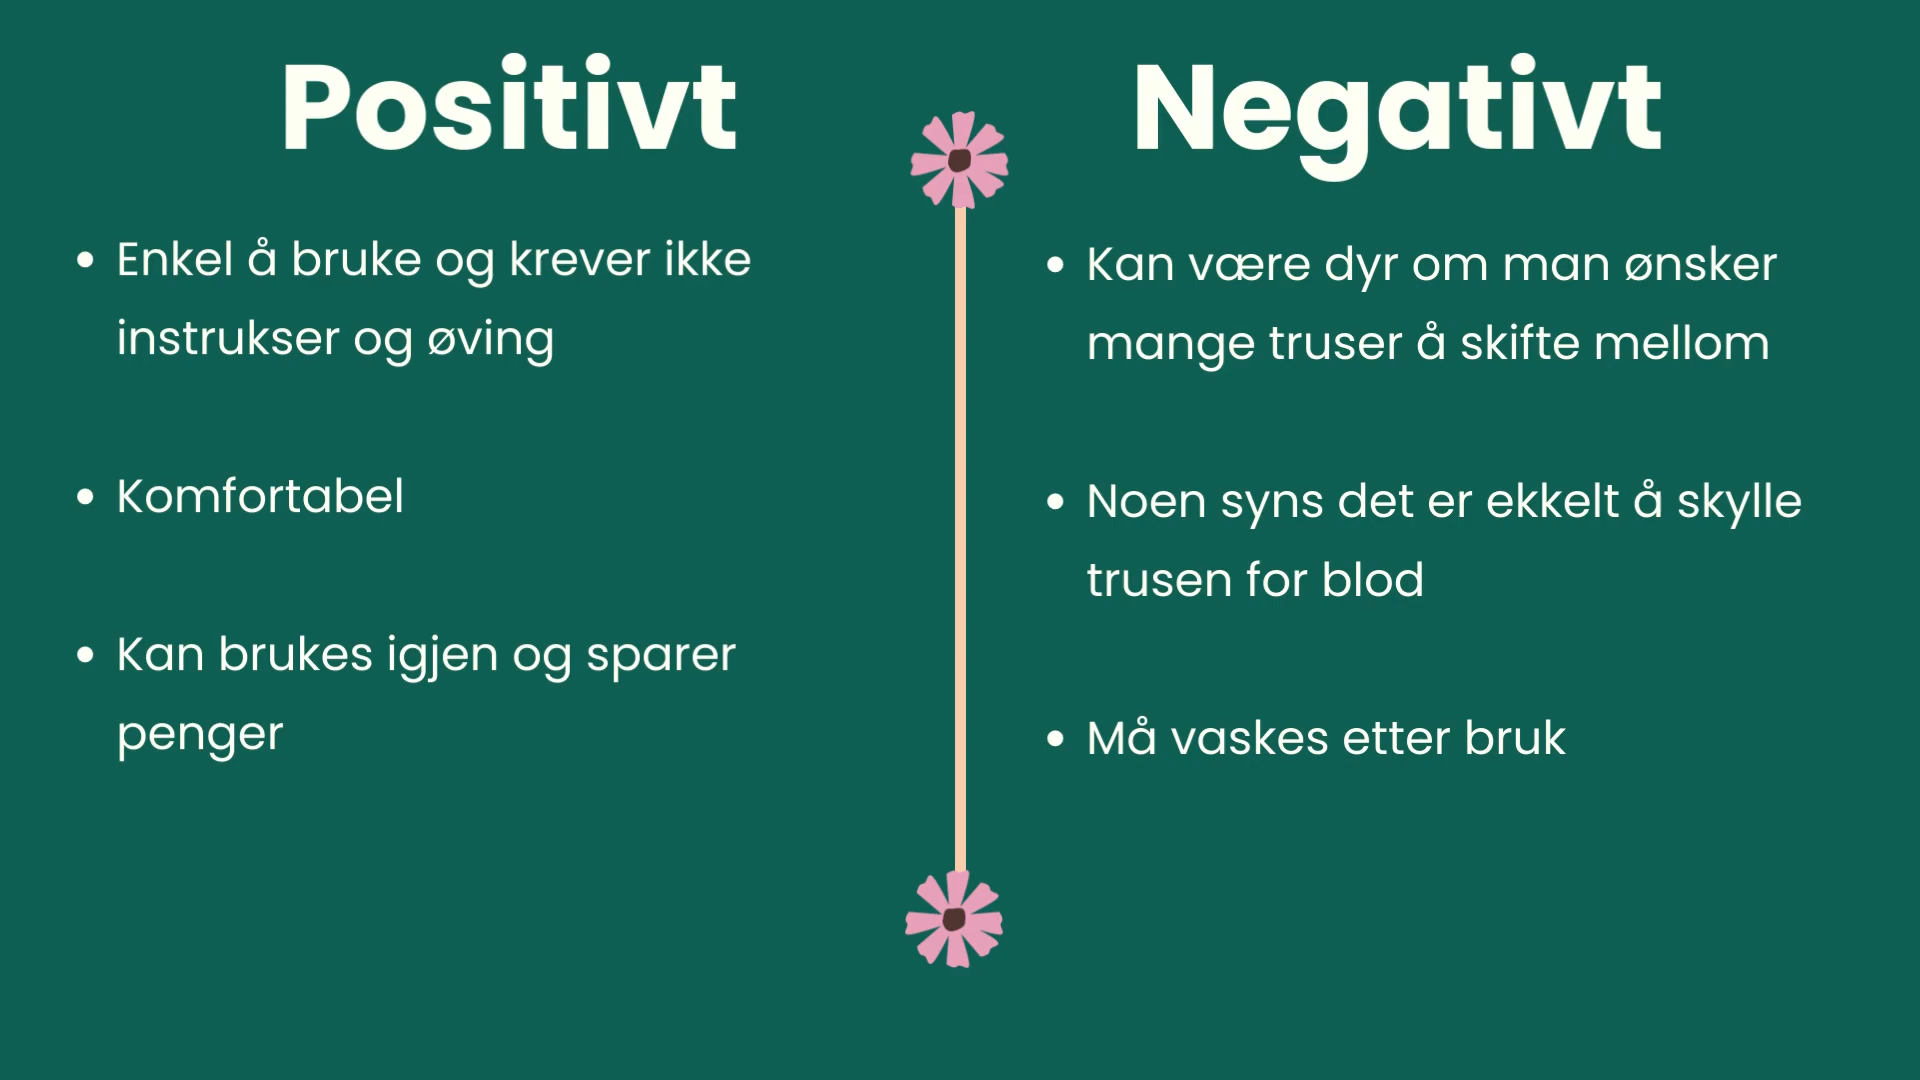 Positivt
• Enkel å bruke og krever ikke
instrukser og øving
• Komfortabel
• Kan brukes igjen og sparer
penger
Negativt
• Kan være dyr om man ønsker
mange truser å skifte mellom
• Noen syns det er ekkelt å skylle
trusen for blod
• Må vaskes etter bruk